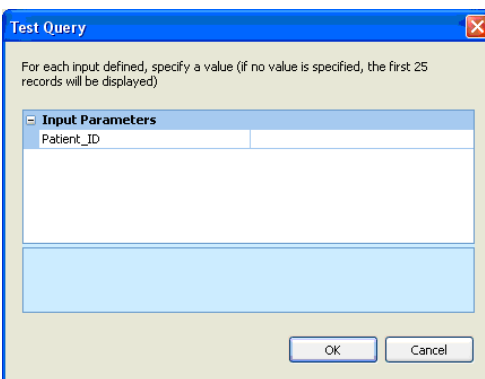 Test Query
For each input defined, specify a value (if no value is specified, the first 25
records will be displayed)
Input Parameters
Patient_ID
OK
Cancel